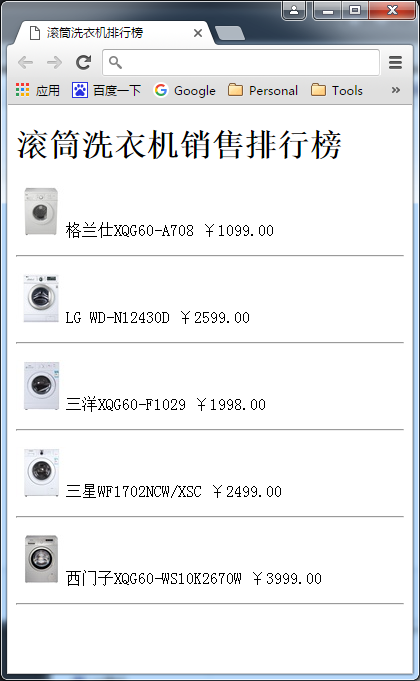 滚筒洗衣机排行榜
应用 百度一下 Google Personal Tools »
滚筒洗衣机销售排行榜
格兰仕XQG60-A708 ￥1099.00
LG WD-N12430D ￥2599.00
三洋XQG60-F1029 ￥1998.00
三星WF1702NCW/XSC ￥2499.00
西门子XQG60-WS10K2670W ￥3999.00